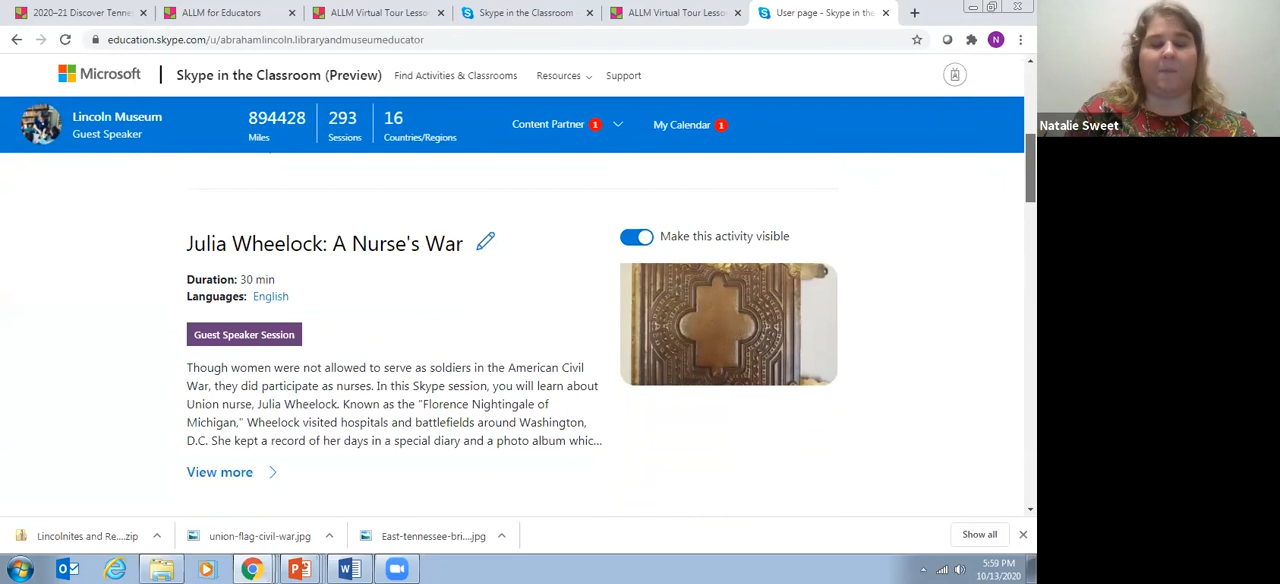 2020–21 Discover Tenne
ALLM for Educators
ALLM Virtual Tour Lesso
Skype in the Classroom
ALLM Virtual Tour Lesso
User page - Skype in the
education.skype.com/u/abrahamlincoln.libraryandmuseumeducator
N
Microsoft
Skype in the Classroom (Preview)
Find Activities & Classrooms
Resources
Support
Lincoln Museum
Guest Speaker
894428
Miles
293
Sessions
16
Countries/Regions
Content Partner 1
My Calendar 1
Natalie Sweet
Julia Wheelock: A Nurse's War
Make this activity visible
Duration: 30 min
Languages: English
Guest Speaker Session
Though women were not allowed to serve as soldiers in the American Civil
War, they did participate as nurses. In this Skype session, you will learn about
Union nurse, Julia Wheelock. Known as the "Florence Nightingale of
Michigan," Wheelock visited hospitals and battlefields around Washington,
D.C. She kept a record of her days in a special diary and a photo album whic...
View more
Lincolnites and Re....zip
union-flag-civil-war.jpg
East-tennessee-bri....jpg
Show all
5:59 PM
10/13/2020